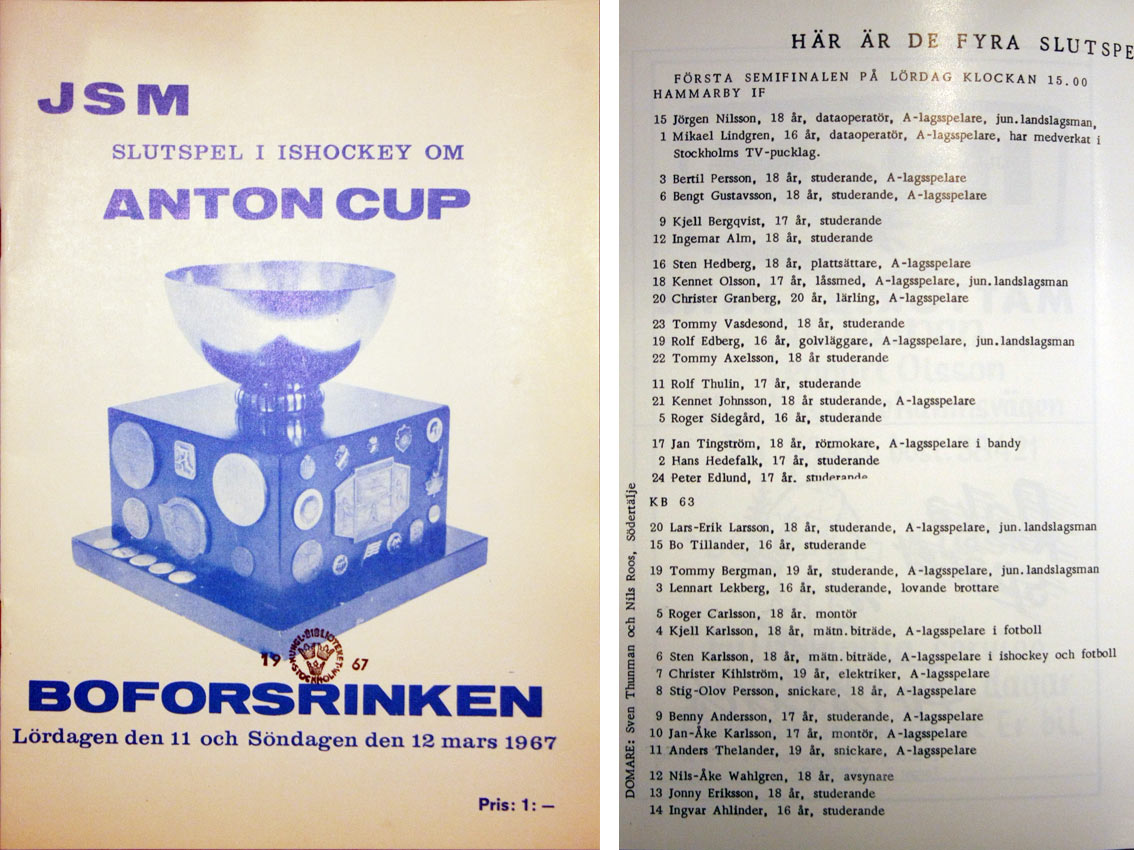 JSM
SLUTSPEL I ISHOCKEY OM
ANTON CUP
KUNGL·BIBLIOTEKET·
STOCKHOLM
19 67
BOFORSRINKEN
Lördagen den 11 och Söndagen den 12 mars 1967
Pris: 1: —
HÄR ÄR DE FYRA SLUTSPE
FÖRSTA SEMIFINALEN PÅ LÖRDAG KLOCKAN 15.00
HAMMARBY IF
15 Jörgen Nilsson, 18 år, dataoperatör, A-lagsspelare, jun.landslagsman,
1 Mikael Lindgren, 16 år, dataoperatör, A-lagsspelare, har medverkat i
Stockholms TV-pucklag.
3 Bertil Persson, 18 år, studerande, A-lagsspelare
6 Bengt Gustavsson, 18 år, studerande, A-lagsspelare
9 Kjell Bergqvist, 17 år, studerande
12 Ingemar Alm, 18 år, studerande
16 Sten Hedberg, 18 år, plattsättare, A-lagsspelare
18 Kennet Olsson, 17 år, låssmed, A-lagsspelare, jun.landslagsman
20 Christer Granberg, 20 år, lärling, A-lagsspelare
23 Tommy Vasdesond, 18 år, studerande
19 Rolf Edberg, 16 år, golvläggare, A-lagsspelare, jun.landslagsman
22 Tommy Axelsson, 18 år studerande
11 Rolf Thulin, 17 år, studerande
21 Kennet Johnsson, 18 år studerande, A-lagsspelare
5 Roger Sidegård, 16 år, studerande
17 Jan Tingström, 18 år, rörmokare, A-lagsspelare i bandy
2 Hans Hedefalk, 17 år, studerande
24 Peter Edlund, 17 år. studerande
KB 63
20 Lars-Erik Larsson, 18 år, studerande, A-lagsspelare, jun.landslagsman
15 Bo Tillander, 16 år, studerande
19 Tommy Bergman, 19 år, studerande, A-lagsspelare, jun.landslagsman
3 Lennart Lekberg, 16 år, studerande, lovande brottare
5 Roger Carlsson, 18 år. montör
4 Kjell Karlsson, 18 år, mätn.biträde, A-lagsspelare i fotboll
6 Sten Karlsson, 18 år, mätn.biträde, A-lagsspelare i ishockey och fotboll
7 Christer Kihlström, 19 år, elektriker, A-lagsspelare
8 Stig-Olov Persson, snickare, 18 år, A-lagsspelare
9 Benny Andersson, 17 år, studerande, A-lagsspelare
10 Jan-Åke Karlsson, 17 år, montör, A-lagsspelare
11 Anders Thelander, 19 år, snickare, A-lagsspelare
12 Nils-Åke Wahlgren, 18 år, avsynare
13 Jonny Eriksson, 18 år, studerande
14 Ingvar Ahlinder, 16 år, studerande
DOMARE: Sven Thuman och Nils Roos, Södertälje